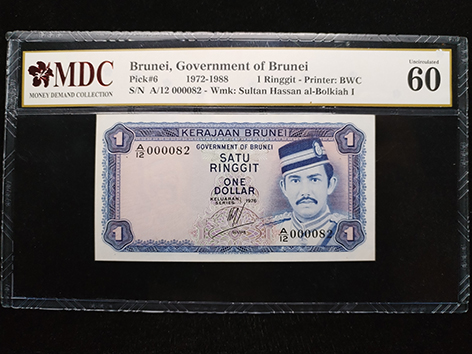 MDC
MONEY DEMAND COLLECTION
Brunei, Government of Brunei
Pick#6 1972-1988 1 Ringgit - Printer: BWC
S/N A/12 000082 - Wmk: Sultan Hassan al-Bolkiah I
Uncirculated
60
1 KERAJAAN BRUNEI 1
A/12 000082
GOVERNMENT OF BRUNEI
SATU
RINGGIT
ONE
DOLLAR
KELUARAN 1978
SERIES
A/12 000082
1 1